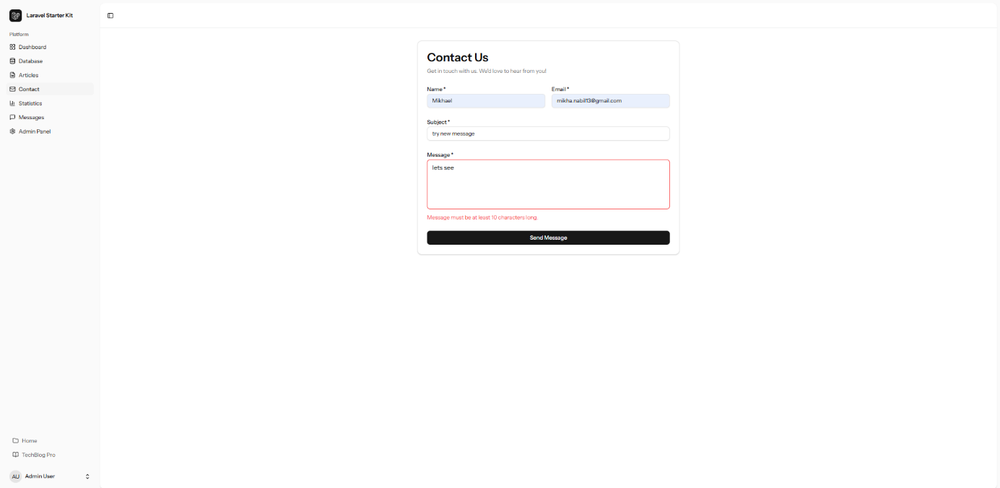 Laravel Starter Kit
Platform
Dashboard
Database
Articles
Contact
Statistics
Messages
Admin Panel
Contact Us
Get in touch with us. We'd love to hear from you!
Name * Email *
Mikhael mikha.nabil13@gmail.com
Subject *
try new message
Message *
lets see
Message must be at least 10 characters long.
Send Message
Home
TechBlog Pro
AU Admin User